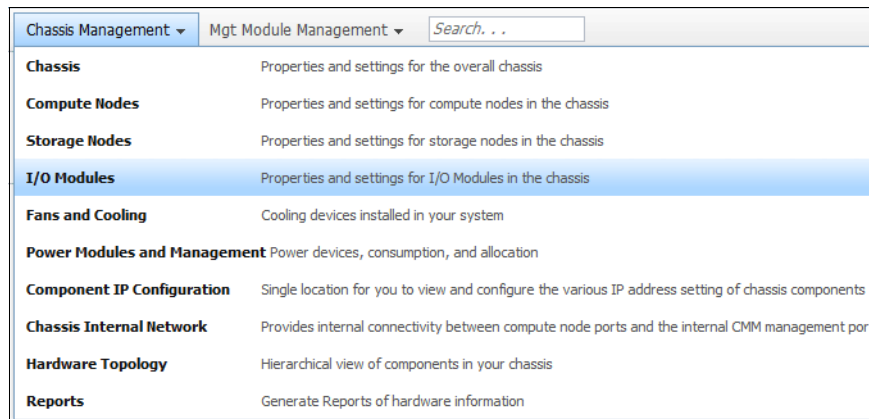 Chassis Management Mgt Module Management Search. . .
Chassis Properties and settings for the overall chassis
Compute Nodes Properties and settings for compute nodes in the chassis
Storage Nodes Properties and settings for storage nodes in the chassis
I/O Modules Properties and settings for I/O Modules in the chassis
Fans and Cooling Cooling devices installed in your system
Power Modules and Management Power devices, consumption, and allocation
Component IP Configuration Single location for you to view and configure the various IP address setting of chassis components
Chassis Internal Network Provides internal connectivity between compute node ports and the internal CMM management por
Hardware Topology Hierarchical view of components in your chassis
Reports Generate Reports of hardware information